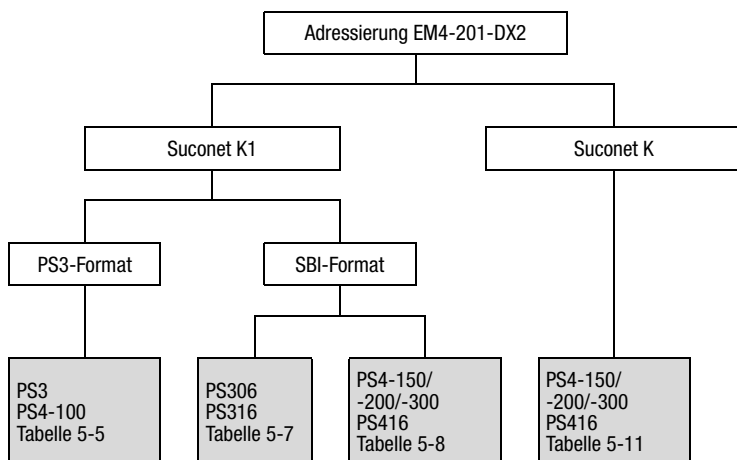 Adressierung EM4-201-DX2
Suconet K1
Suconet K
PS3-Format
SBI-Format
PS3
PS4-100
Tabelle 5-5
PS306
PS316
Tabelle 5-7
PS4-150/
-200/-300
PS416
Tabelle 5-8
PS4-150/
-200/-300
PS416
Tabelle 5-11